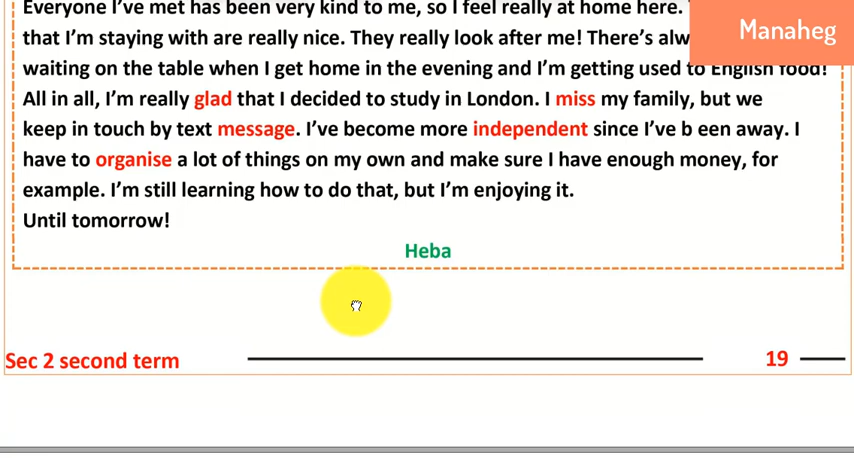 Everyone I've met has been very kind to me, so I feel really at home here.
Manaheg
that I'm staying with are really nice. They really look after me! There's
waiting on the table when I get home in the evening and I'm getting used to English food!
All in all, I'm really glad that I decided to study in London. I miss my family, but we
keep in touch by text message. I've become more independent since I've b een away. I
have to organise a lot of things on my own and make sure I have enough money, for
example. I'm still learning how to do that, but I'm enjoying it.
Until tomorrow!
Heba
Sec 2 second term 19